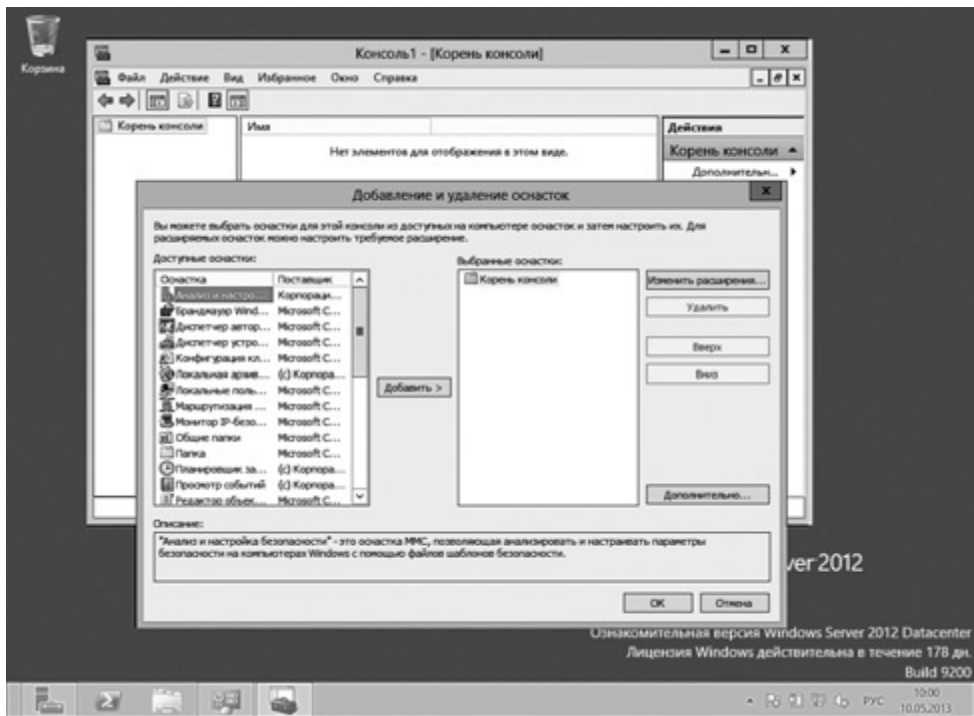 Корзина
Консоль1 - [Корень консоли]
Файл Действие Вид Избранное Окно Справка
Корень консоли
Имя
Нет элементов для отображения в этом виде.
Действия
Корень консоли
Дополнительн...
Добавление и удаление оснасток
Вы можете выбрать оснастки для этой консоли из доступных на компьютере оснасток и затем настроить их. Для
расширяемых оснасток можно настроить требуемое расширение.
Доступные оснастки:
Оснастка Поставщик
Анализ и настро... Корпораци...
Брандмауэр Wind... Microsoft C...
Диспетчер автор... Microsoft C...
Диспетчер устро... Microsoft C...
Конфигурация кл... Microsoft C...
Локальная архив... (c) Корпора...
Локальные поль... Microsoft C...
Маршрутизация ... Microsoft C...
Монитор IP-безо... Microsoft C...
Общие папки Microsoft C...
Папка Microsoft C...
Планировщик за... (c) Корпора...
Просмотр событий (c) Корпора...
Редактор объек... Microsoft C...
Добавить >
Выбранные оснастки:
Корень консоли
Изменить расширения...
Удалить
Вверх
Вниз
Дополнительно...
Описание:
"Анализ и настройка безопасности" - это оснастка MMC, позволяющая анализировать и настраивать параметры
безопасности на компьютерах Windows с помощью файлов шаблонов безопасности.
OK Отмена
ver 2012
Ознакомительная версия Windows Server 2012 Datacenter
Лицензия Windows действительна в течение 178 дн.
Build 9200
РУС
10:00
10.05.2013